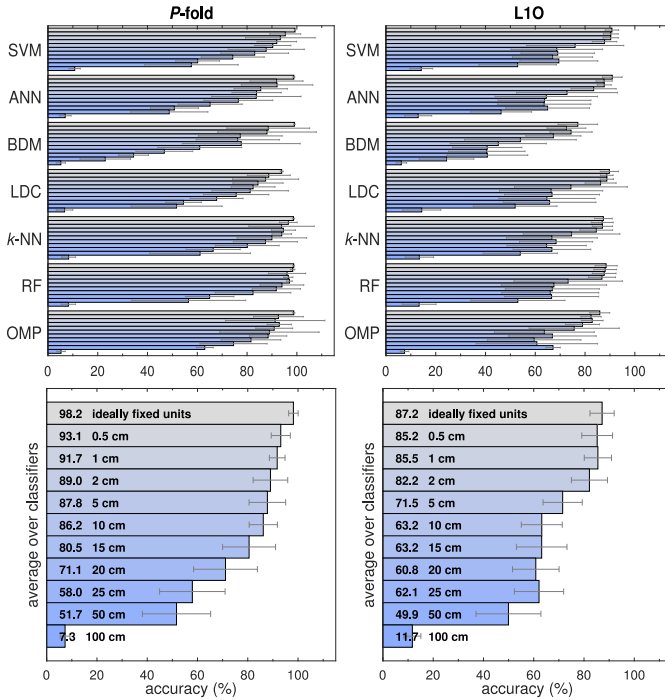 P-fold
SVM
ANN
BDM
LDC
k-NN
RF
OMP
0 20 40 60 80 100
L1O
SVM
ANN
BDM
LDC
k-NN
RF
OMP
0 20 40 60 80 100
average over classifiers
98.2 ideally fixed units
93.1 0.5 cm
91.7 1 cm
89.0 2 cm
87.8 5 cm
86.2 10 cm
80.5 15 cm
71.1 20 cm
58.0 25 cm
51.7 50 cm
7.3 100 cm
0 20 40 60 80 100
accuracy (%)
average over classifiers
87.2 ideally fixed units
85.2 0.5 cm
85.5 1 cm
82.2 2 cm
71.5 5 cm
63.2 10 cm
63.2 15 cm
60.8 20 cm
62.1 25 cm
49.9 50 cm
11.7 100 cm
0 20 40 60 80 100
accuracy (%)